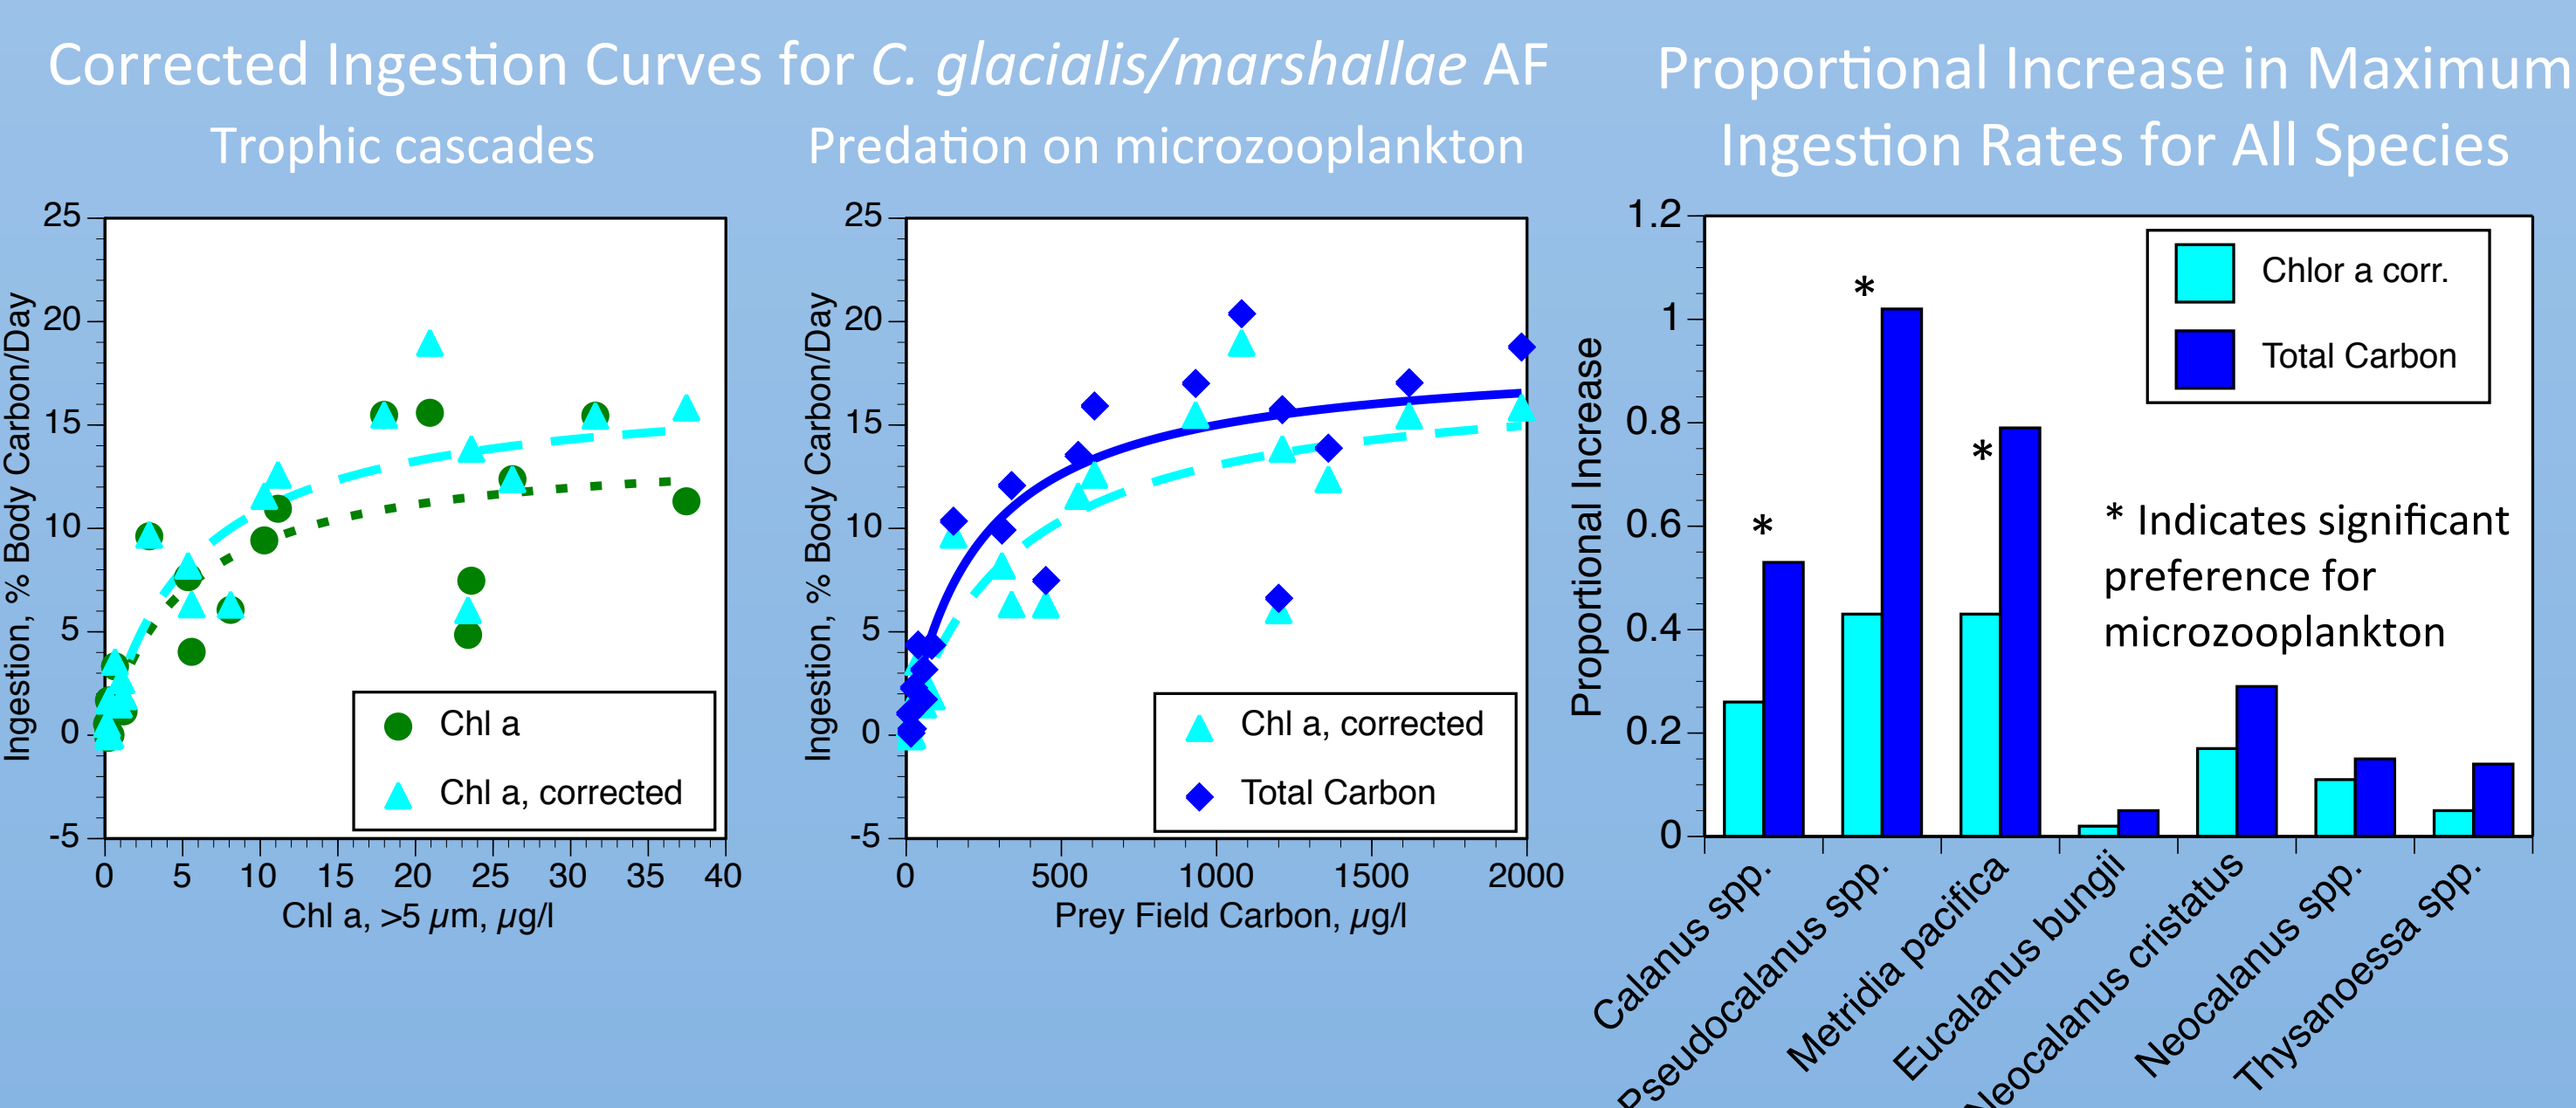 Corrected Ingestion Curves for C. glacialis/marshallae AF
Trophic cascades
Predation on microzooplankton
Proportional Increase in Maximum
Ingestion Rates for All Species
Ingestion, % Body Carbon/Day
25
20
15
10
5
0
-5
0 5 10 15 20 25 30 35 40
Chl a, >5 µm, µg/l
Chl a
Chl a, corrected
Ingestion, % Body Carbon/Day
25
20
15
10
5
0
-5
0 500 1000 1500 2000
Prey Field Carbon, µg/l
Chl a, corrected
Total Carbon
Proportional Increase
1.2
1
0.8
0.6
0.4
0.2
0
Chlor a corr.
Total Carbon
*
*
*
* Indicates significant
preference for
microzooplankton
Calanus spp.
Pseudocalanus spp.
Metridia pacifica
Eucalanus bungii
Neocalanus cristatus
Neocalanus spp.
Thysanoessa spp.